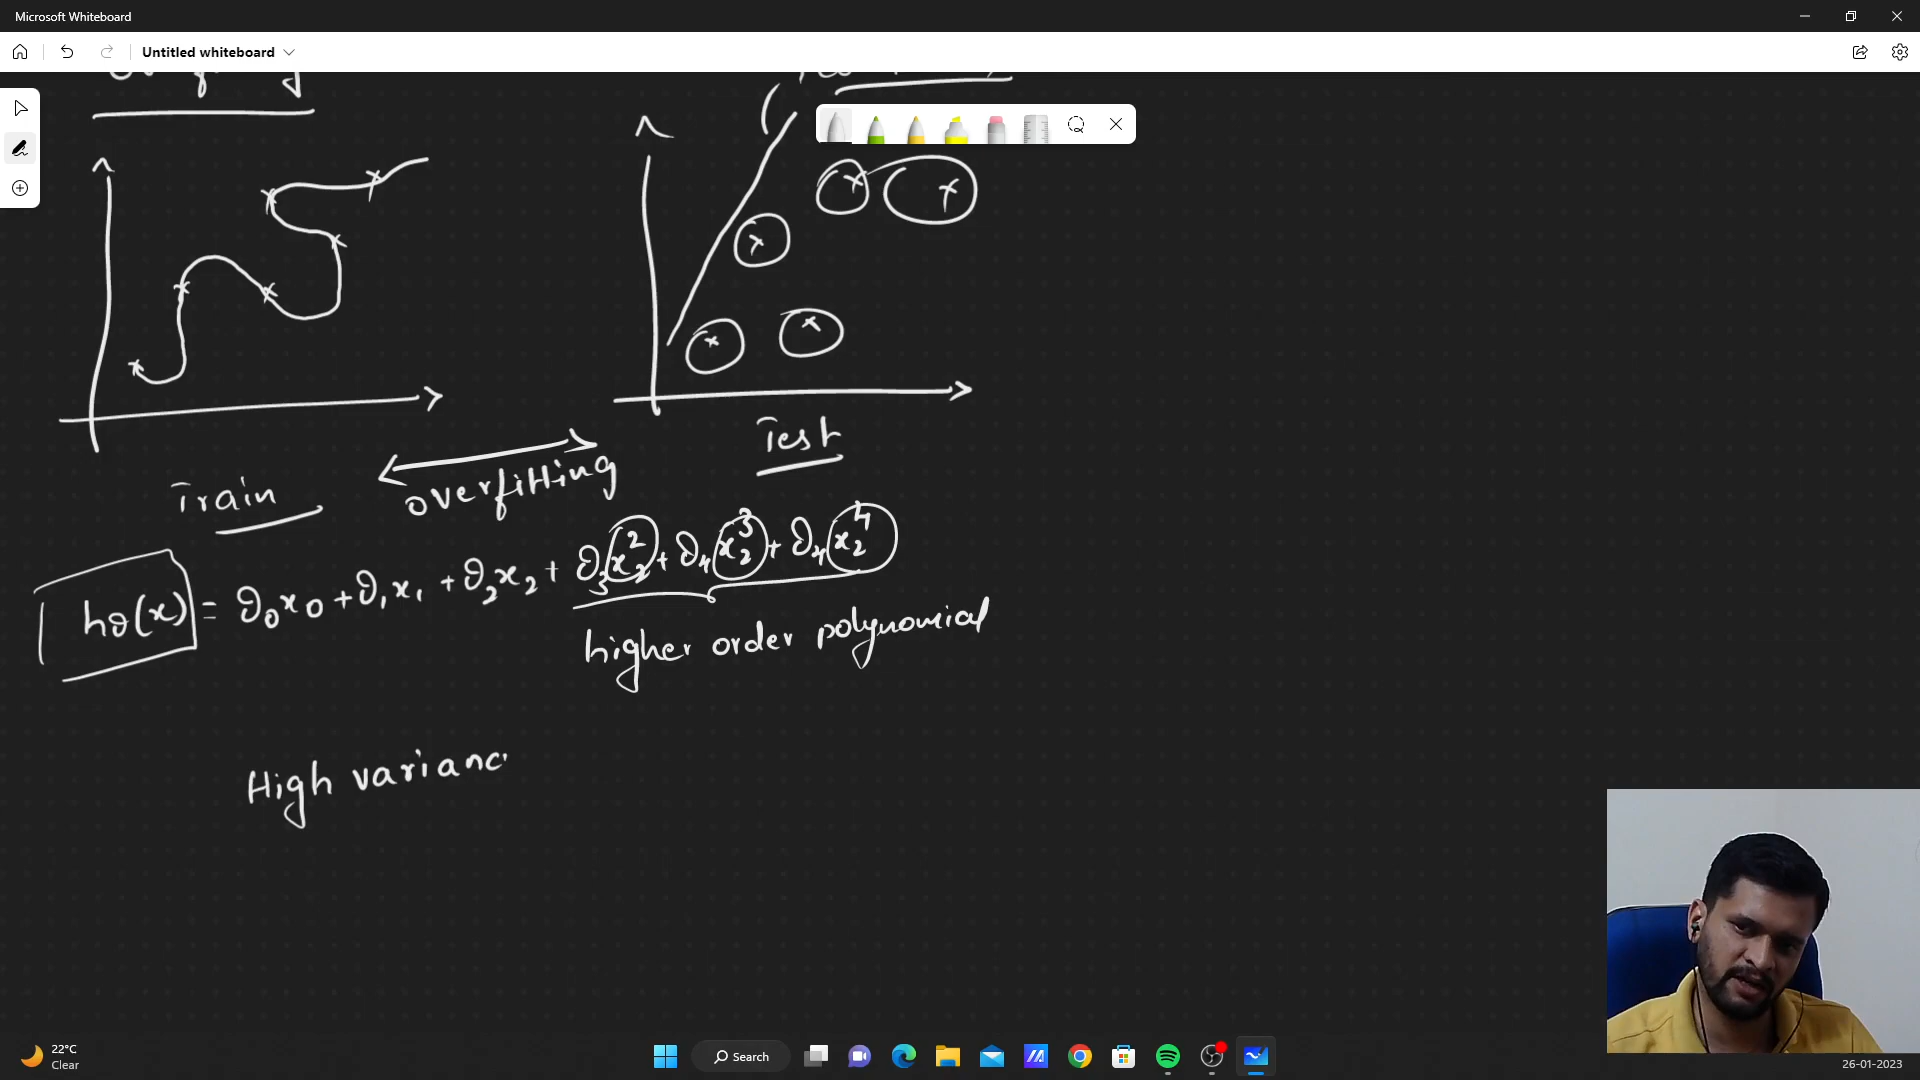 Microsoft Whiteboard
Untitled whiteboard
Test
Train
overfitting
hθ(x) = θ₀x₀ + θ₁x₁ + θ₂x₂ + θ₃x₂² + θ₄x₂³ + θ₄x₂⁴
higher order polynomial
High varianc
22°C
Clear
Search
26-01-2023